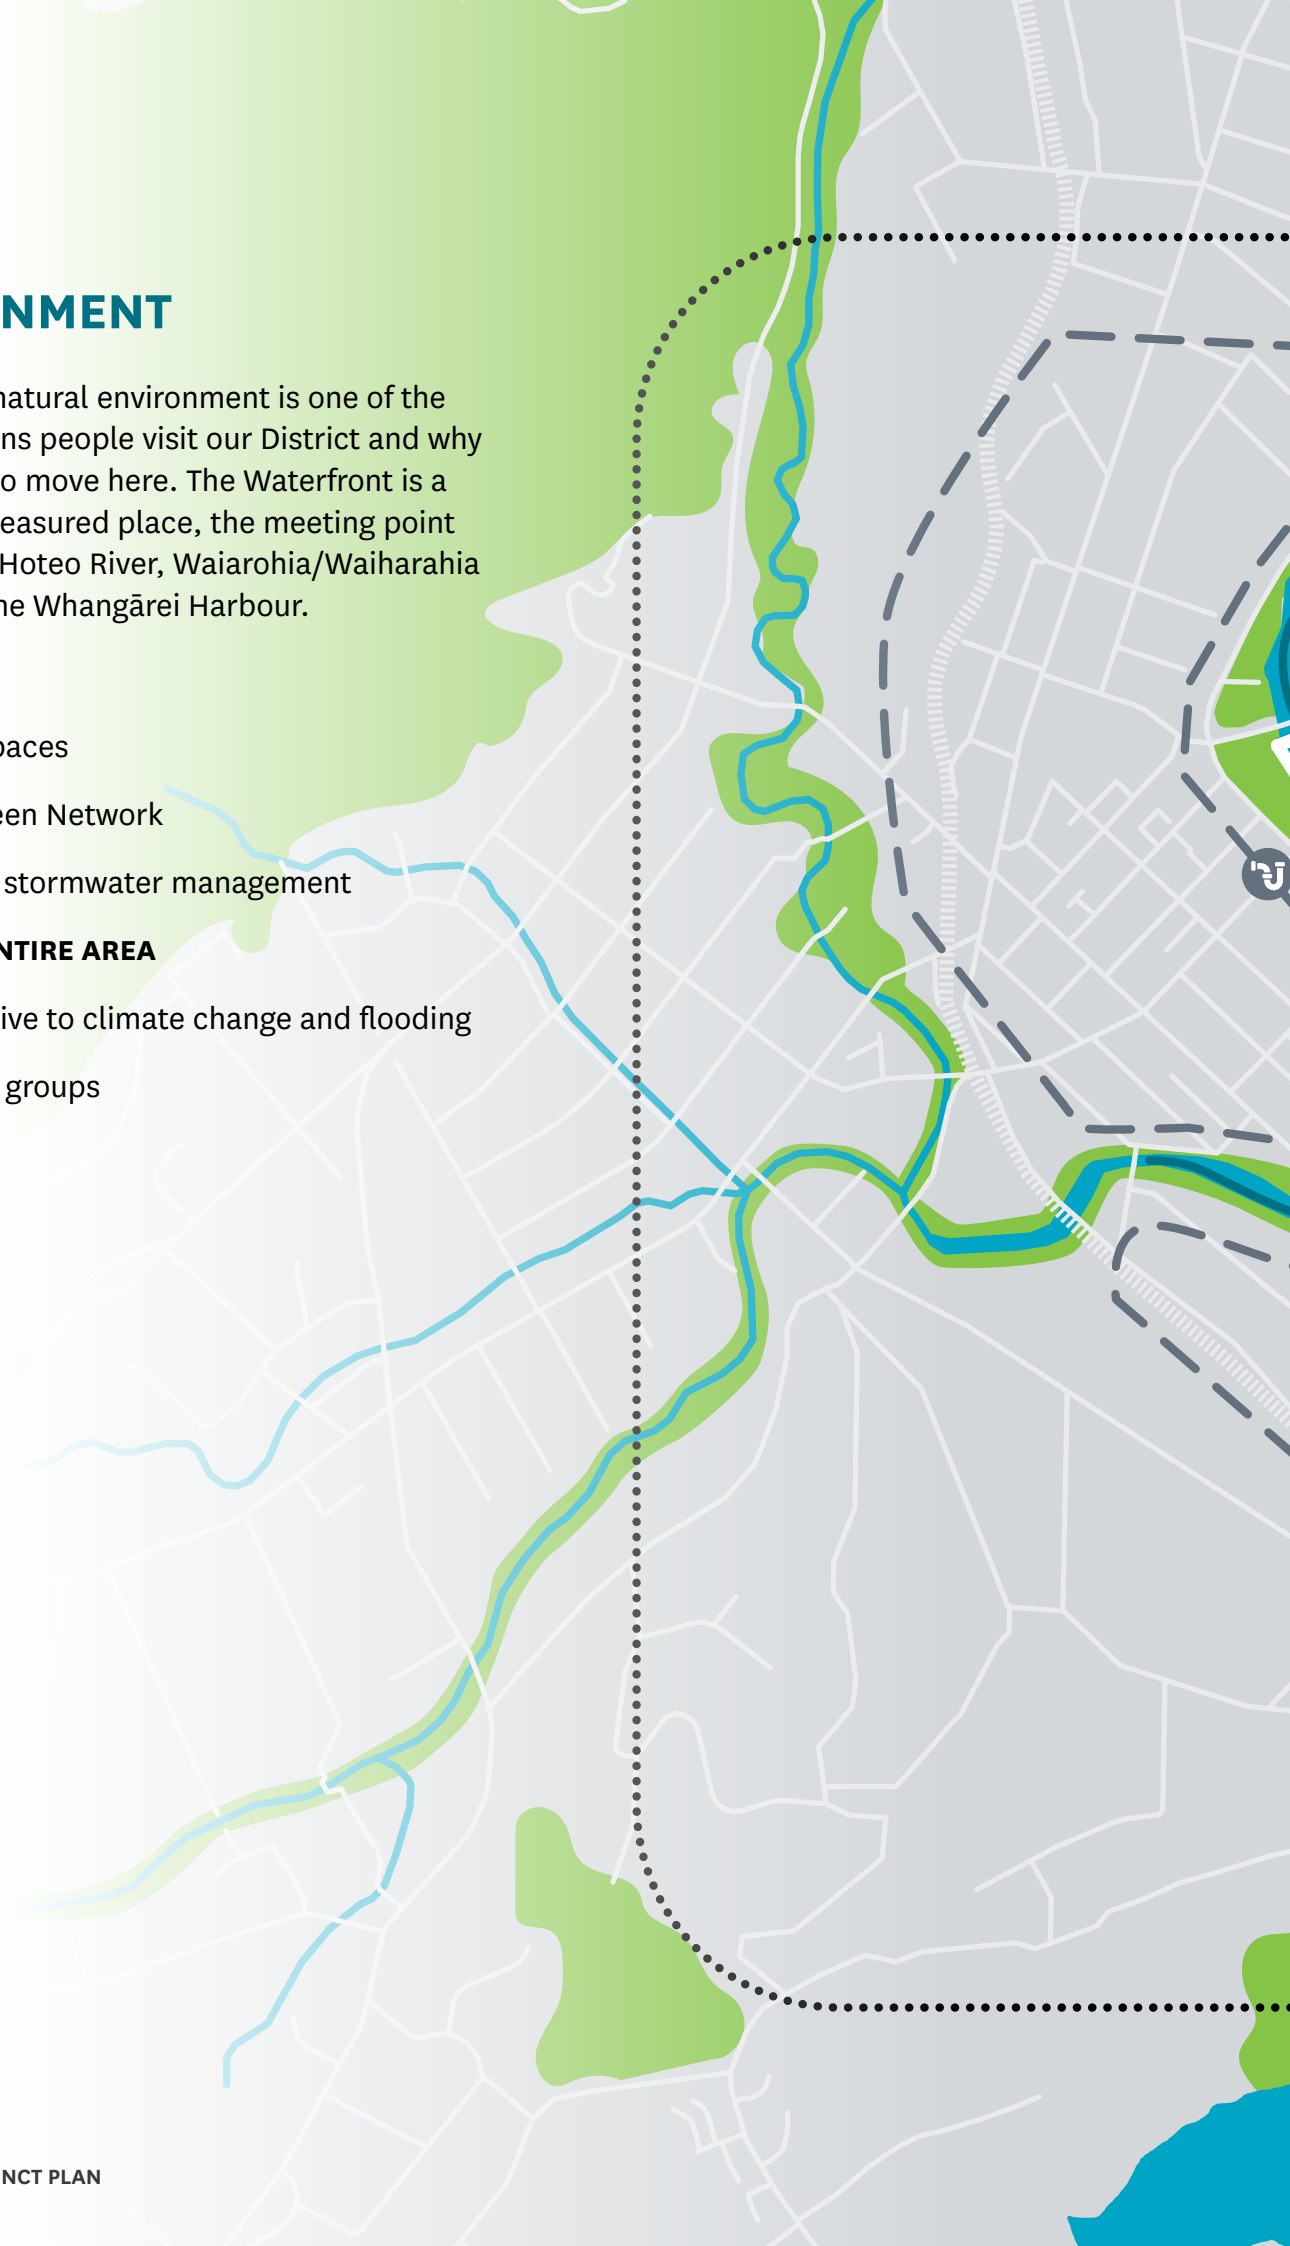 NMENT
natural environment is one of the
ns people visit our District and why
o move here. The Waterfront is a
easured place, the meeting point
Hoteo River, Waiarohia/Waiharahia
ne Whangārei Harbour.
paces
een Network
stormwater management
NTIRE AREA
ive to climate change and flooding
groups
NCT PLAN